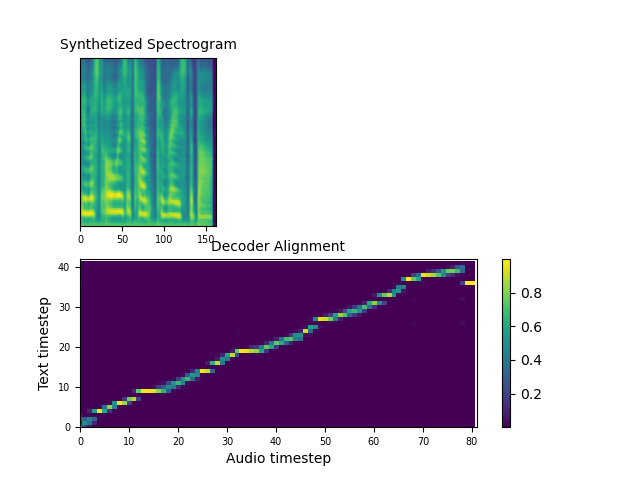 Synthetized Spectrogram
0 50 100 150
Decoder Alignment
Text timestep
40
30
20
10
0
0 10 20 30 40 50 60 70 80
Audio timestep
0.8
0.6
0.4
0.2